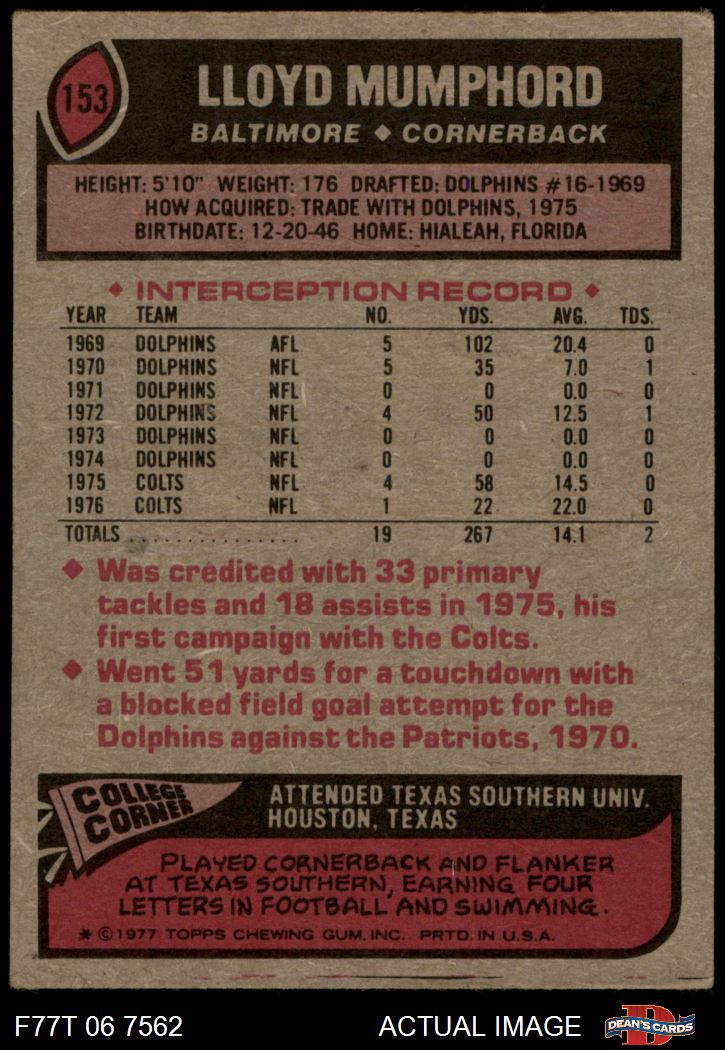 153
LLOYD MUMPHORD
BALTIMORE ◆ CORNERBACK
HEIGHT: 5'10" WEIGHT: 176 DRAFTED: DOLPHINS #16-1969
HOW ACQUIRED: TRADE WITH DOLPHINS, 1975
BIRTHDATE: 12-20-46 HOME: HIALEAH, FLORIDA
◆ INTERCEPTION RECORD ◆
YEAR TEAM NO. YDS. AVG. TDS.
1969 DOLPHINS AFL 5 102 20.4 0
1970 DOLPHINS NFL 5 35 7.0 1
1971 DOLPHINS NFL 0 0 0.0 0
1972 DOLPHINS NFL 4 50 12.5 1
1973 DOLPHINS NFL 0 0 0.0 0
1974 DOLPHINS NFL 0 0 0.0 0
1975 COLTS NFL 4 58 14.5 0
1976 COLTS NFL 1 22 22.0 0
TOTALS . . . . . . . . . . . . . . . 19 267 14.1 2
◆ Was credited with 33 primary
tackles and 18 assists in 1975, his
first campaign with the Colts.
◆ Went 51 yards for a touchdown with
a blocked field goal attempt for the
Dolphins against the Patriots, 1970.
COLLEGE
CORNER
ATTENDED TEXAS SOUTHERN UNIV.
HOUSTON, TEXAS
PLAYED CORNERBACK AND FLANKER
AT TEXAS SOUTHERN, EARNING FOUR
LETTERS IN FOOTBALL AND SWIMMING.
* © 1977 TOPPS CHEWING GUM, INC. PRTD. IN U.S.A.
F77T 06 7562 ACTUAL IMAGE
D
DEAN'S CARDS